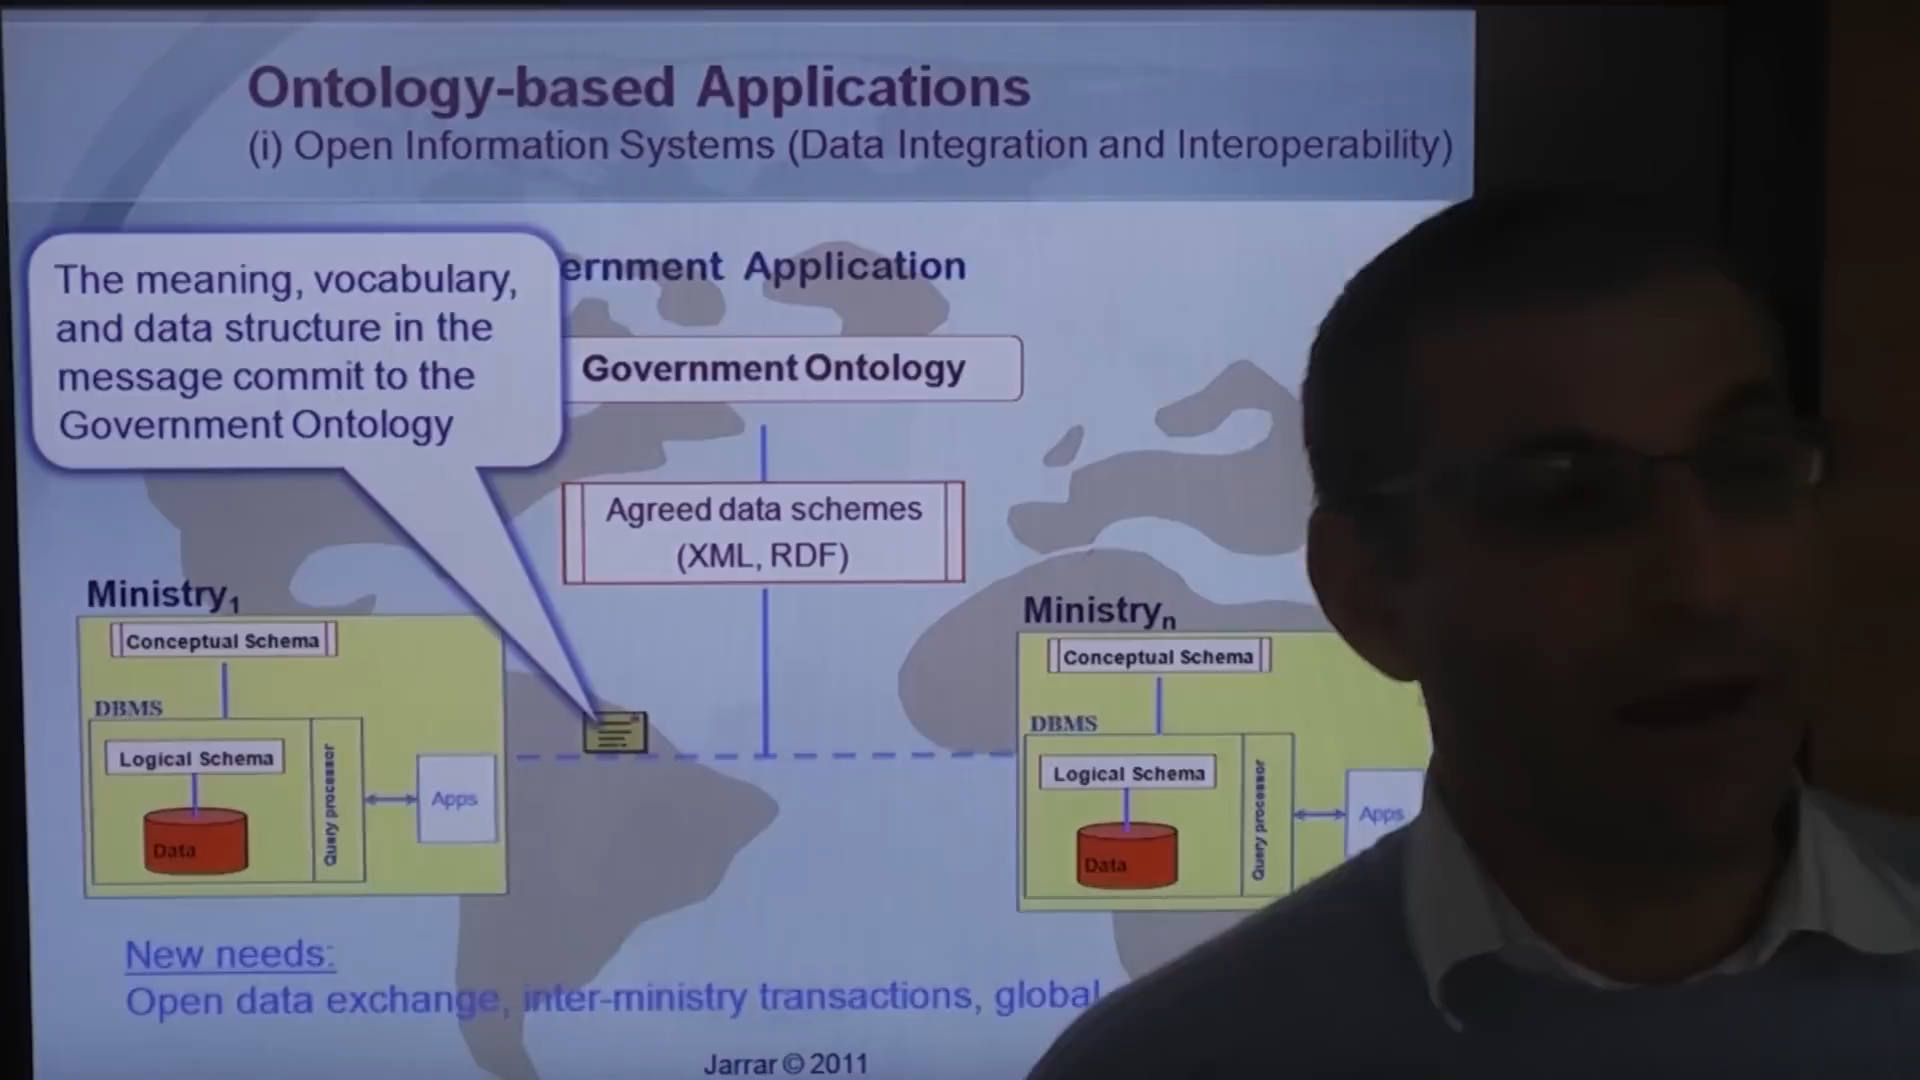 Ontology-based Applications
(i) Open Information Systems (Data Integration and Interoperability)
ernment Application
The meaning, vocabulary,
and data structure in the
message commit to the
Government Ontology
Government Ontology
Agreed data schemes
(XML, RDF)
Ministry1
Conceptual Schema
DBMS
Logical Schema
Data
Query processor
Apps
Ministryn
Conceptual Schema
DBMS
Logical Schema
Data
Query processor
Apps
New needs:
Open data exchange, inter-ministry transactions, global
Jarrar © 2011